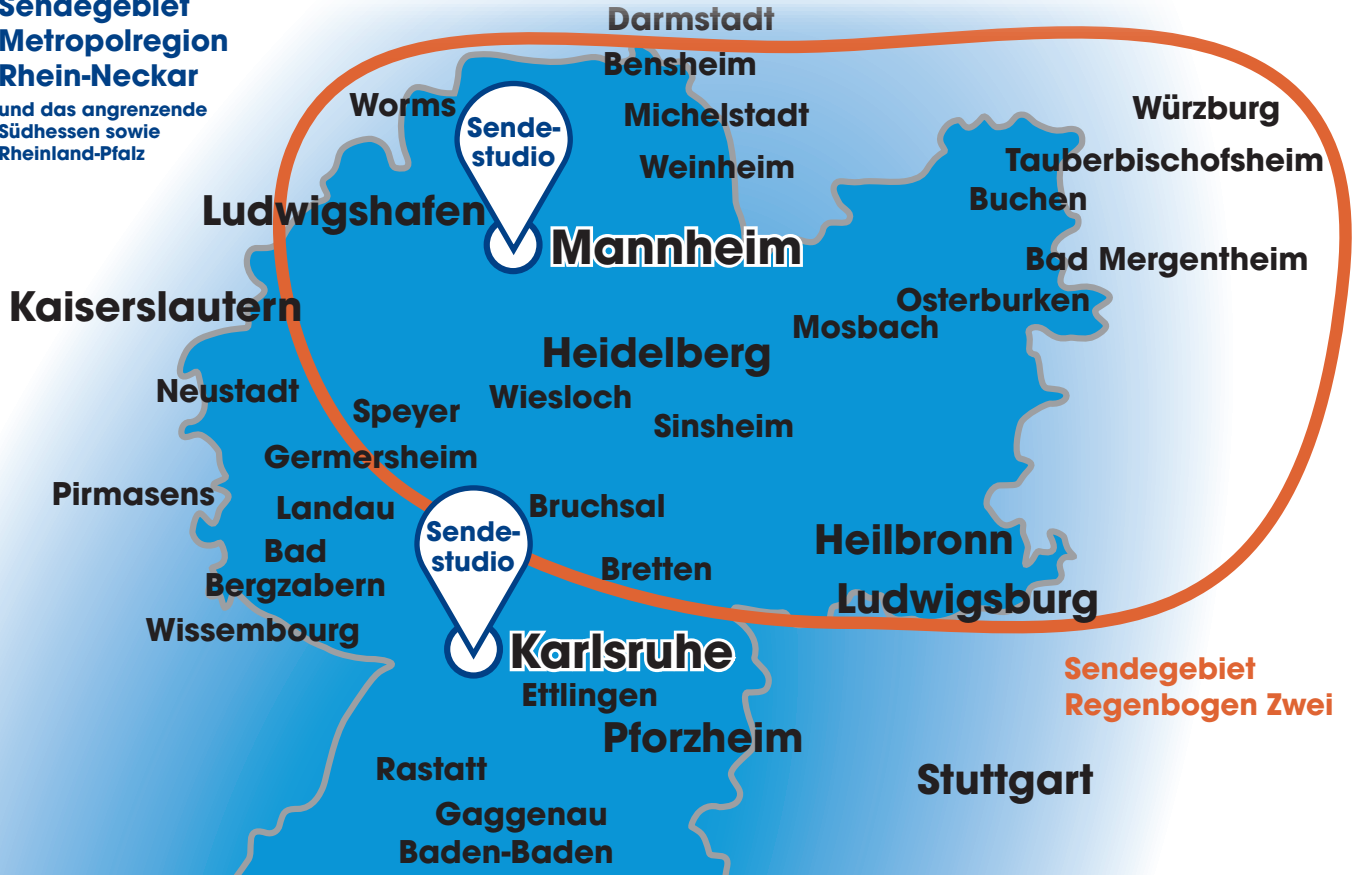 Sendegebiet
Metropolregion
Rhein-Neckar
und das angrenzende
Südhessen sowie
Rheinland-Pfalz
Darmstadt
Bensheim
Worms
Michelstadt
Würzburg
Sende-
studio
Weinheim
Tauberbischofsheim
Buchen
Ludwigshafen
Mannheim
Bad Mergentheim
Kaiserslautern
Osterburken
Mosbach
Heidelberg
Neustadt
Speyer
Wiesloch
Sinsheim
Germersheim
Pirmasens
Landau
Bruchsal
Sende-
studio
Heilbronn
Bad
Bergzabern
Bretten
Ludwigsburg
Wissembourg
Karlsruhe
Sendegebiet
Regenbogen Zwei
Ettlingen
Pforzheim
Rastatt
Stuttgart
Gaggenau
Baden-Baden